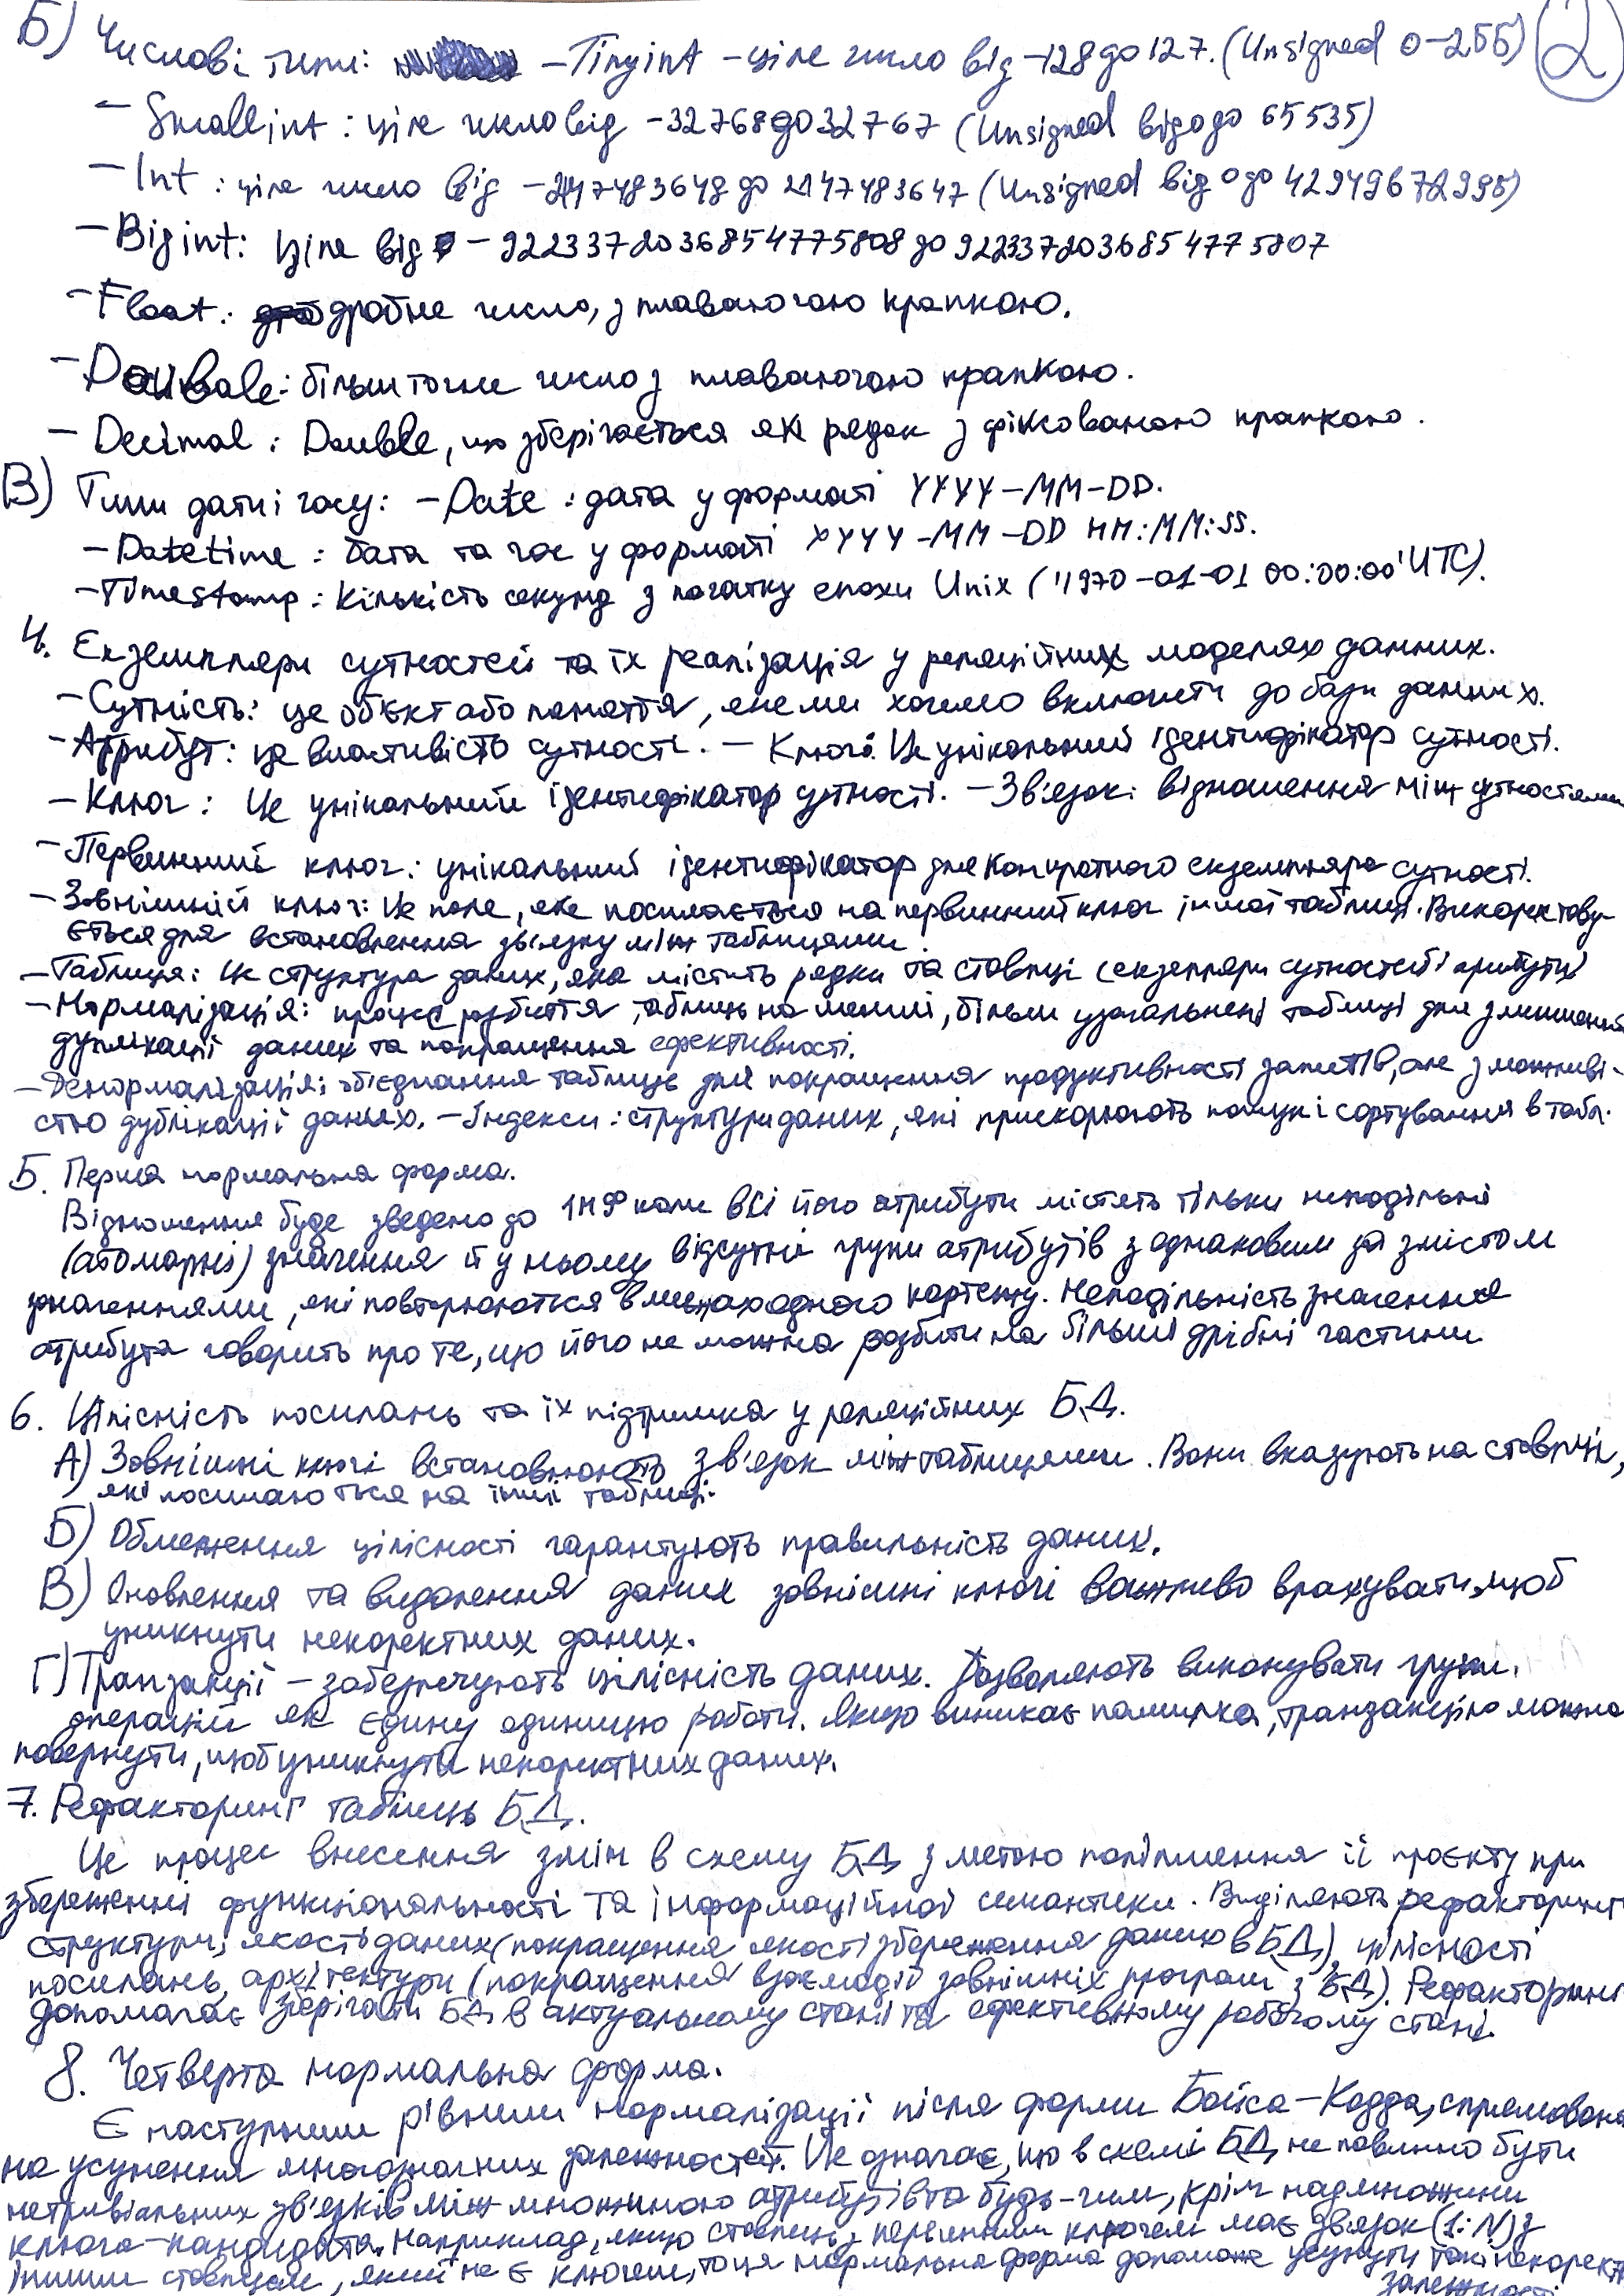 2
Б) Числові типи: - Tinyint - ціле число від -128 до 127. (Unsigned 0-255)
- Smallint: ціле число від -32768 до 32767 (Unsigned від 0 до 65535)
- Int: ціле число від -2147483648 до 2147483647 (Unsigned від 0 до 4294967295)
- Bigint: Ціле від -9223372036854775808 до 9223372036854775807
- Float: дробне число, з плаваючою крапкою.
- Double: більш точне число з плаваючою крапкою.
- Decimal: Double, що зберігається як рядок з фіксованою крапкою.
В) Типи дати і часу: - Date: дата у форматі YYYY-MM-DD.
- Datetime: Дата та час у форматі YYYY-MM-DD HH:MM:SS.
- Timestamp: Кількість секунд з початку епохи Unix ('1970-01-01 00:00:00' UTC).
4. Екземпляри сутностей та їх реалізація у реляційних моделях данних.
- Сутність: це об'єкт або поняття, яке ми хочемо включити до бази данних.
- Атрибут: це властивість сутності. - Ключ: Це унікальний ідентифікатор сутності.
- Ключ: Це унікальний ідентифікатор сутності. - Зв'язок: відношення між сутностями
- Первинний ключ: унікальний ідентифікатор для конкретного екземпляра сутності.
- Зовнішній ключ: Це поле, яке посилається на первинний ключ іншої таблиці. Використову-
ється для встановлення зв'язку між таблицями.
- Таблиця: Це структура даних, яка містить рядки та стовпці (екземпляри сутностей і атрибути)
- Нормалізація: процес розбиття таблиць на менші, більш узагальнені таблиці для зменшення
дуплікації даних та покращення ефективності.
- Денормалізація: об'єднання таблиць для покращення продуктивності запитів, але з можливі-
стю дублікації даних. - Індекси: структури даних, які прискорюють пошук і сортування в табл.
5. Перша нормальна форма.
Відношення буде зведено до 1НФ коли всі його атрибути містять тільки неподільні
(атомарні) значення й у ньому відсутні групи атрибутів з однаковим за змістом
значеннями, які повторюються в межах одного кортежу. Неподільність значення
атрибута говорить про те, що його не можна розбити на більш дрібні частини
6. Цілісність посилань та їх підтримка у реляційних БД.
А) Зовнішні ключі встановлюють зв'язок між таблицями. Вони вказують на стовпчі,
які посилаються на інші таблиці.
Б) Обмеження цілісності гарантують правильність даних.
В) Оновлення та видалення даних зовнішні ключі важливо врахувати, щоб
уникнути некоректних даних.
Г) Транзакції - забезпечують цілісність даних. Дозволяють виконувати групи
операцій як єдину одиницю роботи. Якщо виникає помилка, транзакцію можна
повернути, щоб уникнути некоректних даних.
7. Рефакторинг таблиць БД.
Це процес внесення змін в схему БД з метою поліпшення її проєкту при
збереженні функціональності та інформаційної семантики. Виділяють рефакторинг
структури, якості даних (покращення якості збереження даних в БД), цілісності
посилань, архітектури (покращення взаємодії зовнішніх програм з БД). Рефакторинг
допомагає зберігати БД в актуальному стані та ефективному робочому стані.
8. Четверта нормальна форма.
Є наступним рівнем нормалізації після форми Бойса-Кодда, спрямована
на усунення многозначних залежностей. Це означає, що в схемі БД не повинно бути
нетривіальних зв'язків між множиною атрибутів та будь-чим, крім надмножини
ключа-кандидата. Наприклад, якщо стовпець з первинним ключем має зв'язок (1:N) з
іншим стовпцем, який не є ключем, то ця нормальна форма допоможе усунути такі некорект
залежності